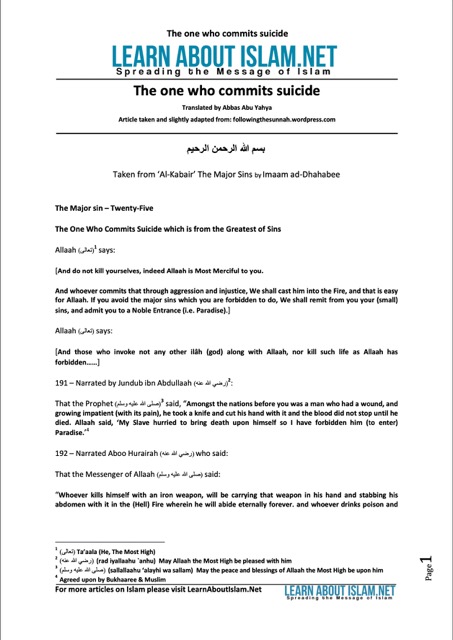 The one who commits suicide
LEARN ABOUT ISLAM.NET
Spreading the Message of Islam
The one who commits suicide
Translated by Abbas Abu Yahya
Article taken and slightly adapted from: followingthesunnah.wordpress.com
بسم الله الرحمن الرحيم
Taken from ‘Al-Kabair’ The Major Sins by Imaam ad-Dhahabee
The Major sin – Twenty-Five
The One Who Commits Suicide which is from the Greatest of Sins
Allaah (تعالى)1 says:
[And do not kill yourselves, indeed Allaah is Most Merciful to you.
And whoever commits that through aggression and injustice, We shall cast him into the Fire, and that is easy
for Allaah. If you avoid the major sins which you are forbidden to do, We shall remit from you your (small)
sins, and admit you to a Noble Entrance (i.e. Paradise).]
Allaah (تعالى) says:
[And those who invoke not any other ilâh (god) along with Allaah, nor kill such life as Allaah has
forbidden……]
191 – Narrated by Jundub ibn Abdullaah (رضي الله عنه)2:
That the Prophet (صلى الله عليه وسلم)3 said, “Amongst the nations before you was a man who had a wound, and
growing impatient (with its pain), he took a knife and cut his hand with it and the blood did not stop until he
died. Allaah said, ‘My Slave hurried to bring death upon himself so I have forbidden him (to enter)
Paradise.’4
192 – Narrated Aboo Hurairah (رضي الله عنه) who said:
That the Messenger of Allaah (صلى الله عليه وسلم) said:
“Whoever kills himself with an iron weapon, will be carrying that weapon in his hand and stabbing his
abdomen with it in the (Hell) Fire wherein he will abide eternally forever. and whoever drinks poison and
1 (تعالى) Ta'aala (He, The Most High)
2 (رضي الله عنه) (rad iyallaahu `anhu) May Allaah the Most High be pleased with him
3 (صلى الله عليه وسلم) (sallallaahu ‘alayhi wa sallam) May the peace and blessings of Allaah the Most High be upon him
4 Agreed upon by Bukhaaree & Muslim
For more articles on Islam please visit LearnAboutIslam.Net
LEARN ABOUT ISLAM.NET
Spreading the Message of Islam
Page 1